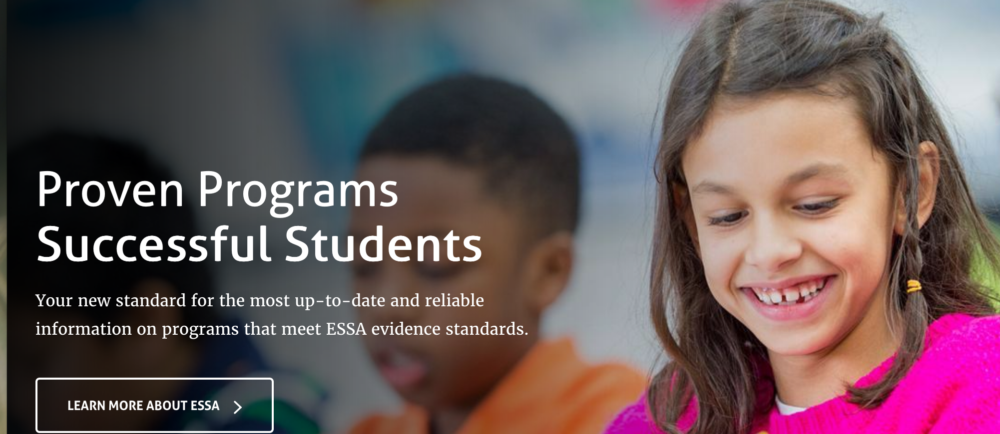 Proven Programs
Successful Students
Your new standard for the most up-to-date and reliable
information on programs that meet ESSA evidence standards.
LEARN MORE ABOUT ESSA